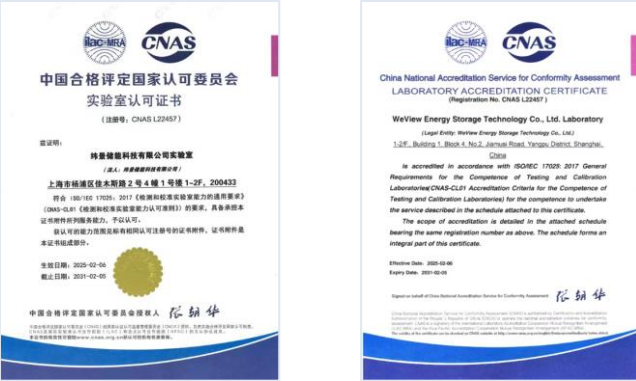 ilac-MRA
CNAS
中国合格评定国家认可委员会
实验室认可证书
(注册号: CNAS L22457)
兹证明:
纬景储能科技有限公司实验室
(法人: 纬景储能科技有限公司)
上海市杨浦区佳木斯路2号4幢1号楼1-2F, 200433
符合 ISO/IEC 17025: 2017《检测和校准实验室能力的通用要求》
(CNAS-CL01《检测和校准实验室能力认可准则》) 的要求, 具备承担本
证书附件所列服务能力, 予以认可。
获认可的能力范围见标有相同认可注册号的证书附件, 证书附件是
本证书组成部分。
生效日期: 2025-02-06
截止日期: 2031-02-05
中国合格评定国家认可委员会授权人
ilac-MRA
CNAS
China National Accreditation Service for Conformity Assessment
LABORATORY ACCREDITATION CERTIFICATE
(Registration No. CNAS L22457 )
WeView Energy Storage Technology Co., Ltd. Laboratory
(Legal Entity: WeView Energy Storage Technology Co., Ltd.)
1-2F., Building 1, Block 4, No.2, Jiamusi Road, Yangpu District, Shanghai,
China
is accredited in accordance with ISO/IEC 17025: 2017 General
Requirements for the Competence of Testing and Calibration
Laboratories(CNAS-CL01 Accreditation Criteria for the Competence of
Testing and Calibration Laboratories) for the competence to undertake
the service described in the schedule attached to this certificate.
The scope of accreditation is detailed in the attached schedule
bearing the same registration number as above. The schedule forms an
integral part of this certificate.
Effective Date: 2025-02-06
Expiry Date: 2031-02-05
Signed on behalf of China National Accreditation Service for Conformity Assessment